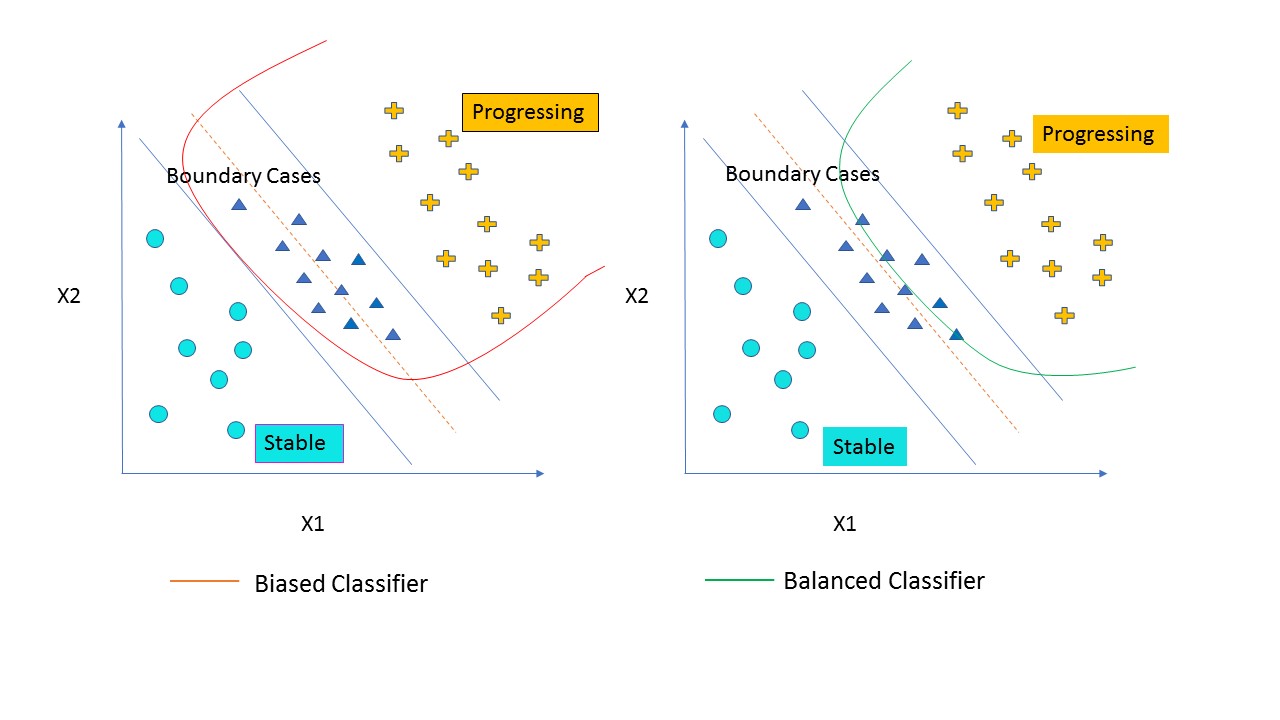 Progressing
Boundary Cases
X2
Stable
X1
Biased Classifier
Progressing
Boundary Cases
X2
Stable
X1
Balanced Classifier